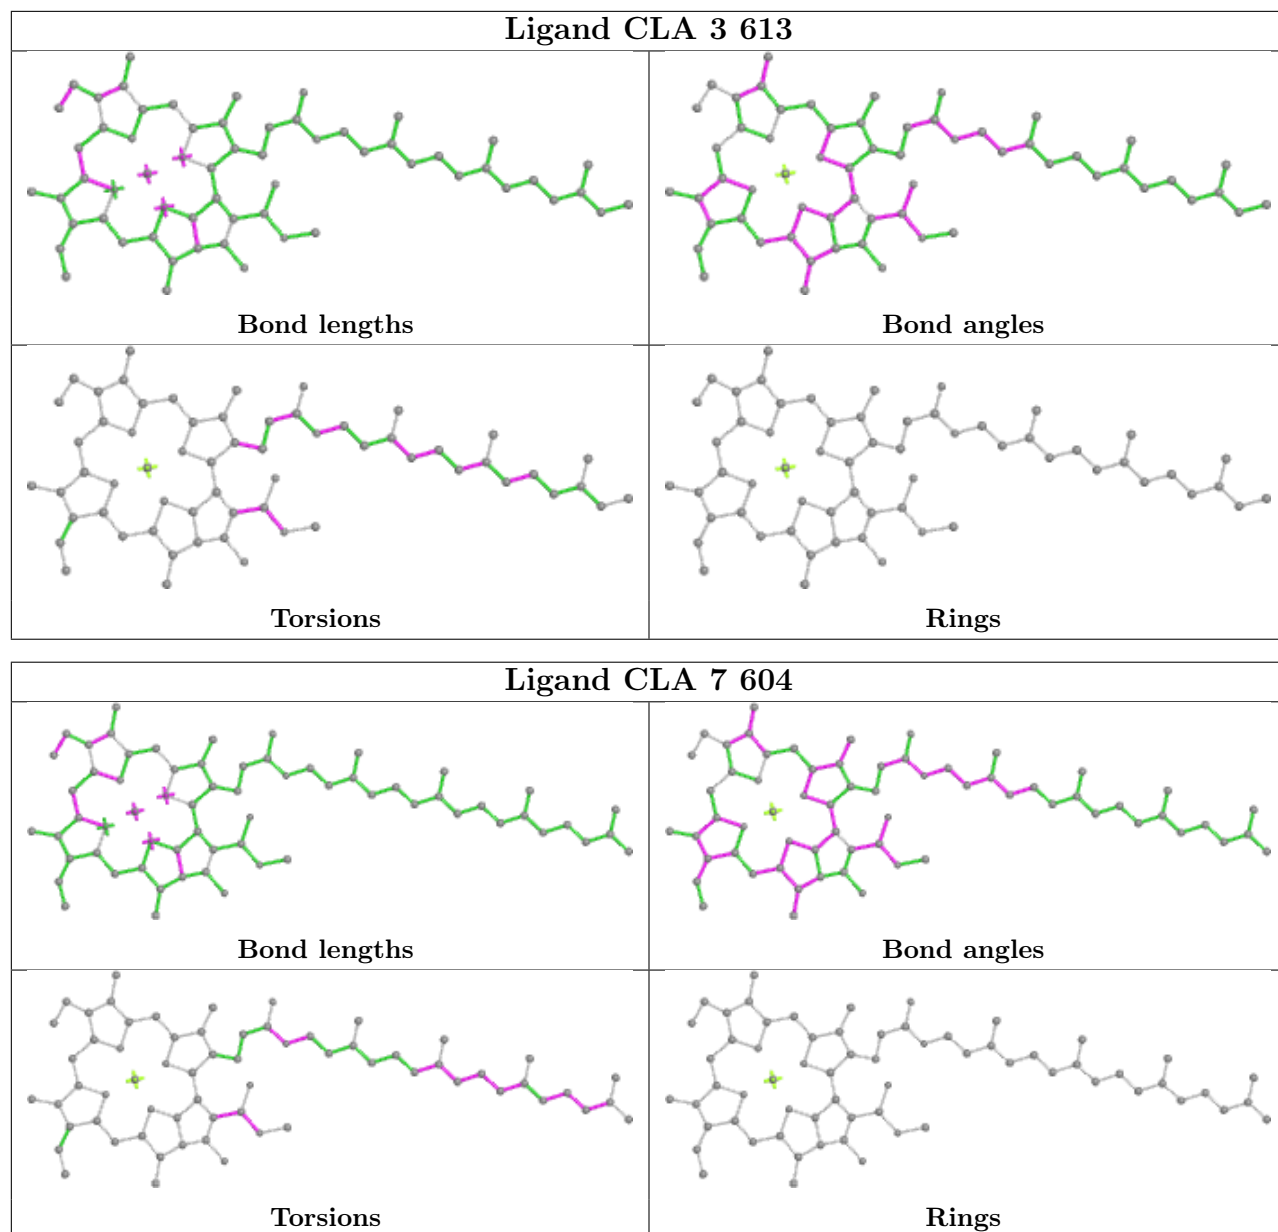 Ligand CLA 3 613
Bond lengths
Bond angles
Torsions
Rings
Ligand CLA 7 604
Bond lengths
Bond angles
Torsions
Rings